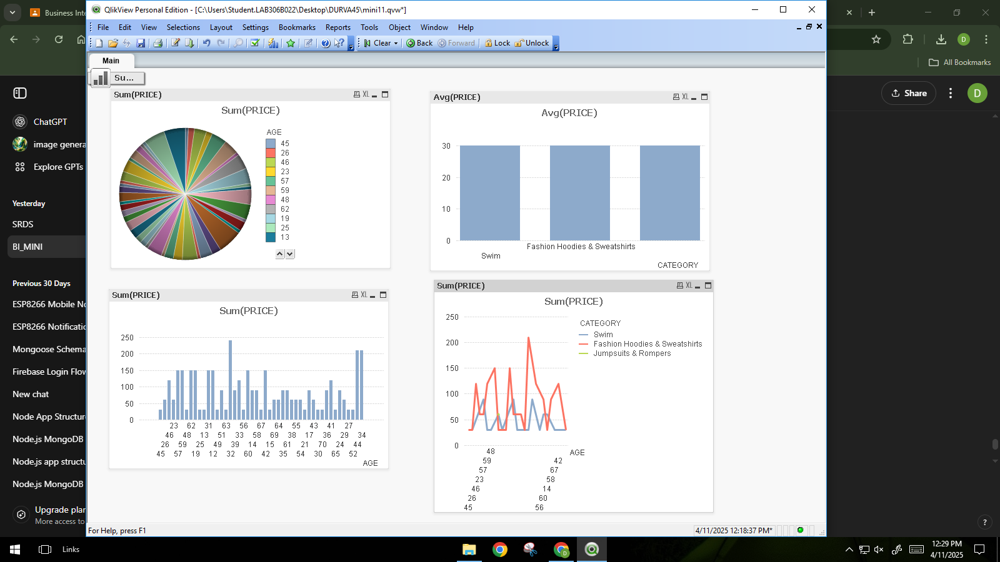 Business Inte
QlikView Personal Edition - [C:\Users\Student.LAB306B022\Desktop\DURVA45\mini11.qvw*]
File Edit View Selections Layout Settings Bookmarks Reports Tools Object Window Help
Clear Back Forward Lock Unlock
D
All Bookmarks
Main
Su...
Share
D
ChatGPT
image genera
Explore GPTs
Yesterday
SRDS
BI_MINI
Previous 30 Days
ESP8266 Mobile No
ESP8266 Notificatio
Mongoose Schema
Firebase Login Flow
New chat
Node App Structur
Node.js MongoDB
Node.js app structu
Node.js MongoDB
Upgrade plan
More access to
Sum(PRICE)
XL
Sum(PRICE)
AGE
45
26
46
23
57
59
48
62
19
25
13
Avg(PRICE)
XL
Avg(PRICE)
30
20
10
0
Fashion Hoodies & Sweatshirts
Swim
CATEGORY
Sum(PRICE)
XL
Sum(PRICE)
250
200
150
100
50
0
23 62 31 63 56 67 64 55 43 41 27
46 48 13 51 33 58 69 38 17 36 29 34
26 59 25 49 39 14 15 61 21 70 24 44
45 57 19 12 32 60 42 35 54 30 65 52
AGE
Sum(PRICE)
XL
Sum(PRICE)
250
200
150
100
50
0
CATEGORY
Swim
Fashion Hoodies & Sweatshirts
Jumpsuits & Rompers
48 AGE
59 42
57 67
23 58
46 14
26 60
45 56
For Help, press F1
4/11/2025 12:18:37 PM*
?
Links
D
12:29 PM
4/11/2025